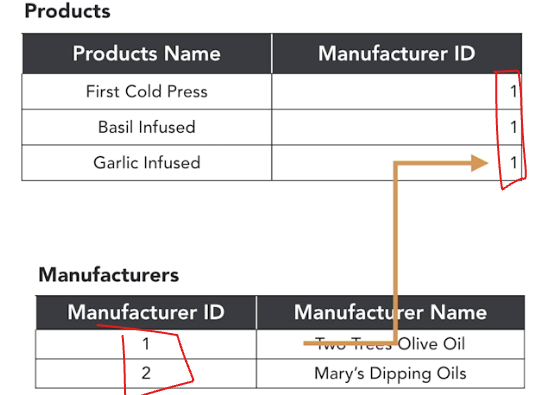 Products
Products Name Manufacturer ID
First Cold Press 1
Basil Infused 1
Garlic Infused 1
Manufacturers
Manufacturer ID Manufacturer Name
1 Two Trees Olive Oil
2 Mary's Dipping Oils